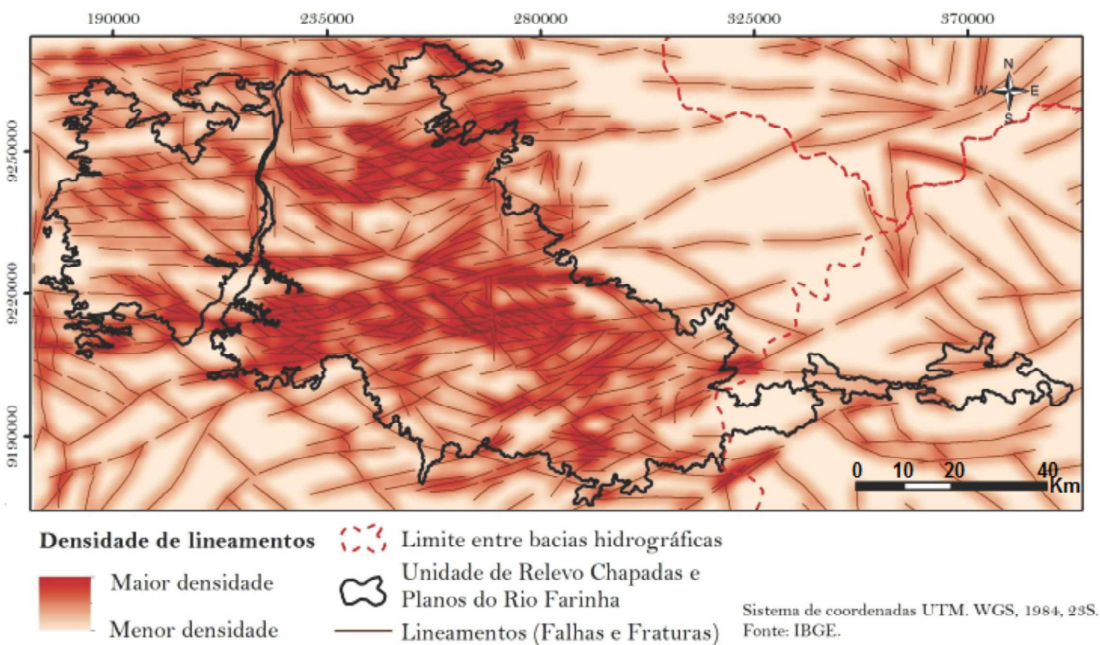 190000 235000 280000 325000 370000
N
W E
S
9250000
9220000
9190000
0 10 20 40
Km
Densidade de lineamentos
Maior densidade
Menor densidade
Limite entre bacias hidrográficas
Unidade de Relevo Chapadas e
Planos do Rio Farinha
Lineamentos (Falhas e Fraturas)
Sistema de coordenadas UTM. WGS, 1984, 23S.
Fonte: IBGE.